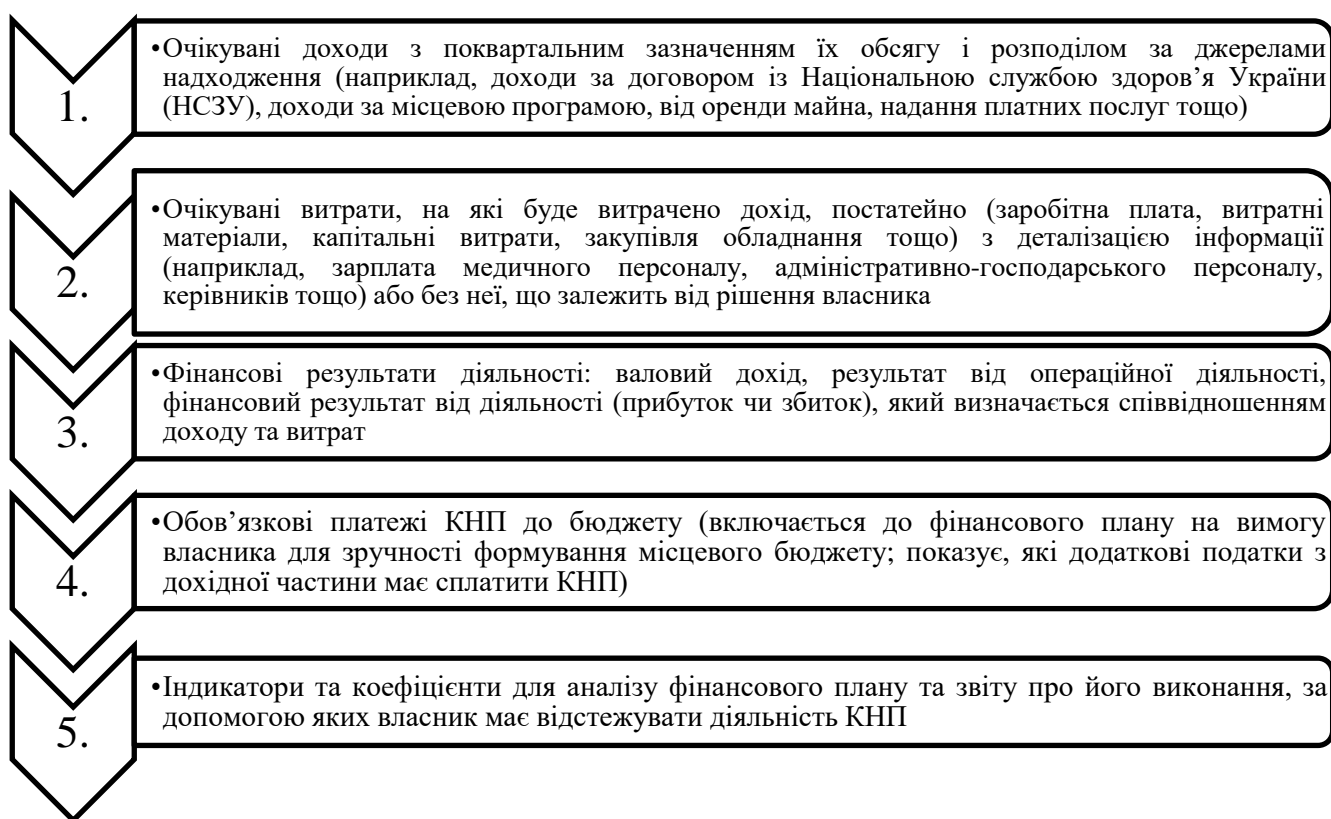 1.
•Очікувані доходи з поквартальним зазначенням їх обсягу і розподілом за джерелами
надходження (наприклад, доходи за договором із Національною службою здоров’я України
(НСЗУ), доходи за місцевою програмою, від оренди майна, надання платних послуг тощо)
2.
•Очікувані витрати, на які буде витрачено дохід, постатейно (заробітна плата, витратні
матеріали, капітальні витрати, закупівля обладнання тощо) з деталізацією інформації
(наприклад, зарплата медичного персоналу, адміністративно-господарського персоналу,
керівників тощо) або без неї, що залежить від рішення власника
3.
•Фінансові результати діяльності: валовий дохід, результат від операційної діяльності,
фінансовий результат від діяльності (прибуток чи збиток), який визначається співвідношенням
доходу та витрат
4.
•Обов’язкові платежі КНП до бюджету (включається до фінансового плану на вимогу
власника для зручності формування місцевого бюджету; показує, які додаткові податки з
дохідної частини має сплатити КНП)
5.
•Індикатори та коефіцієнти для аналізу фінансового плану та звіту про його виконання, за
допомогою яких власник має відстежувати діяльність КНП